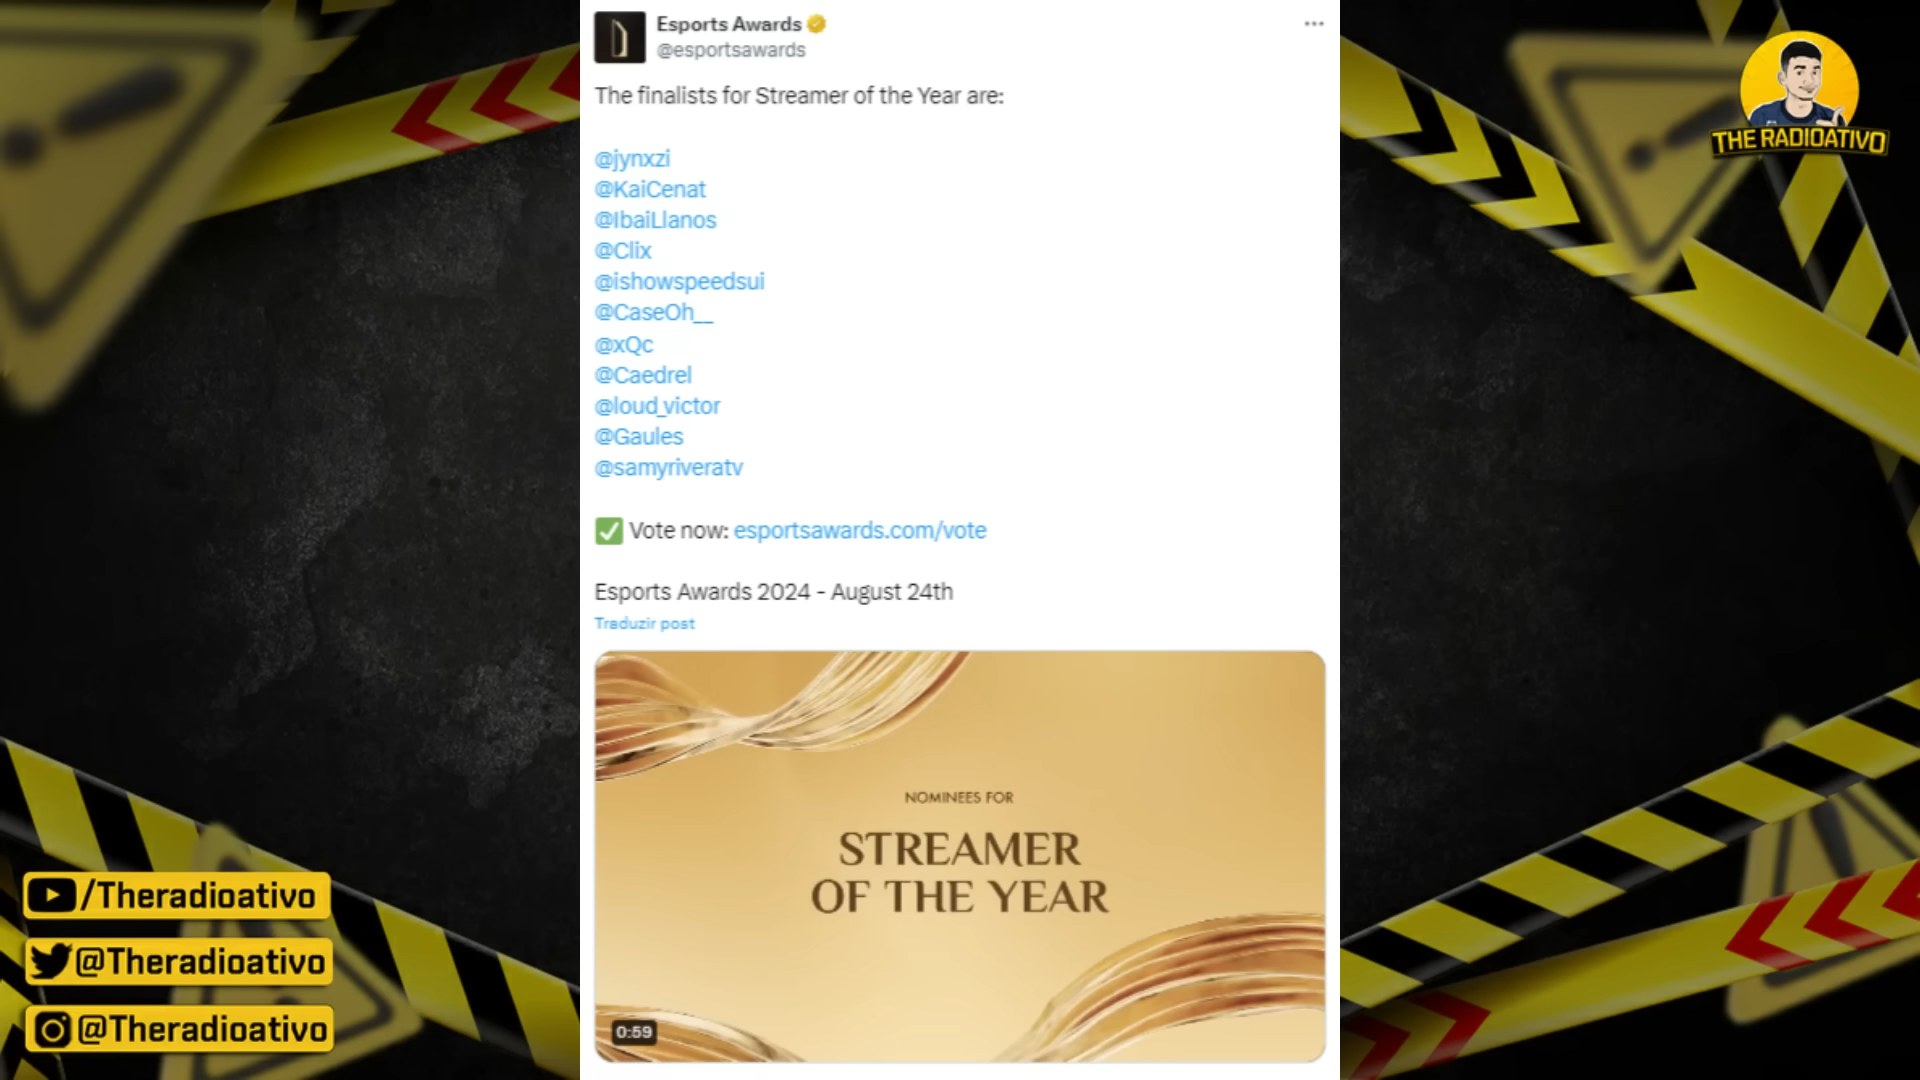 Esports Awards
@esportsawards
The finalists for Streamer of the Year are:
@jynxzi
@KaiCenat
@IbaiLlanos
@Clix
@ishowspeedsui
@CaseOh__
@xQc
@Caedrel
@loud_victor
@Gaules
@samyriveratv
Vote now: esportsawards.com/vote
Esports Awards 2024 - August 24th
Traduzir post
NOMINEES FOR
STREAMER
OF THE YEAR
0:59
THE RADIOATIVO
/Theradioativo
@Theradioativo
@Theradioativo